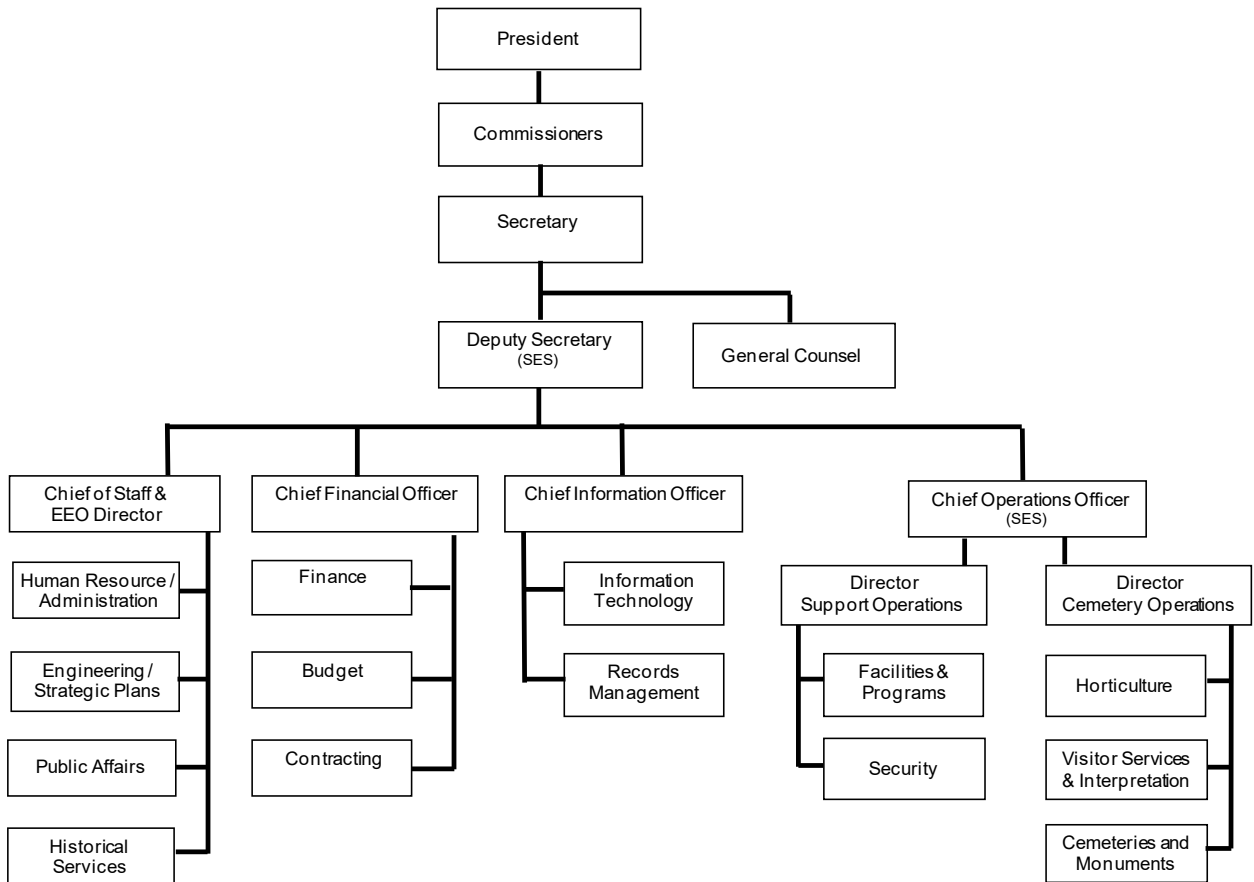 President
Commissioners
Secretary
Deputy Secretary
(SES)
General Counsel
Chief of Staff &
EEO Director
Chief Financial Officer
Chief Information Officer
Chief Operations Officer
(SES)
Human Resource /
Administration
Engineering /
Strategic Plans
Public Affairs
Historical
Services
Finance
Budget
Contracting
Information
Technology
Records
Management
Director
Support Operations
Facilities &
Programs
Security
Director
Cemetery Operations
Horticulture
Visitor Services
& Interpretation
Cemeteries and
Monuments